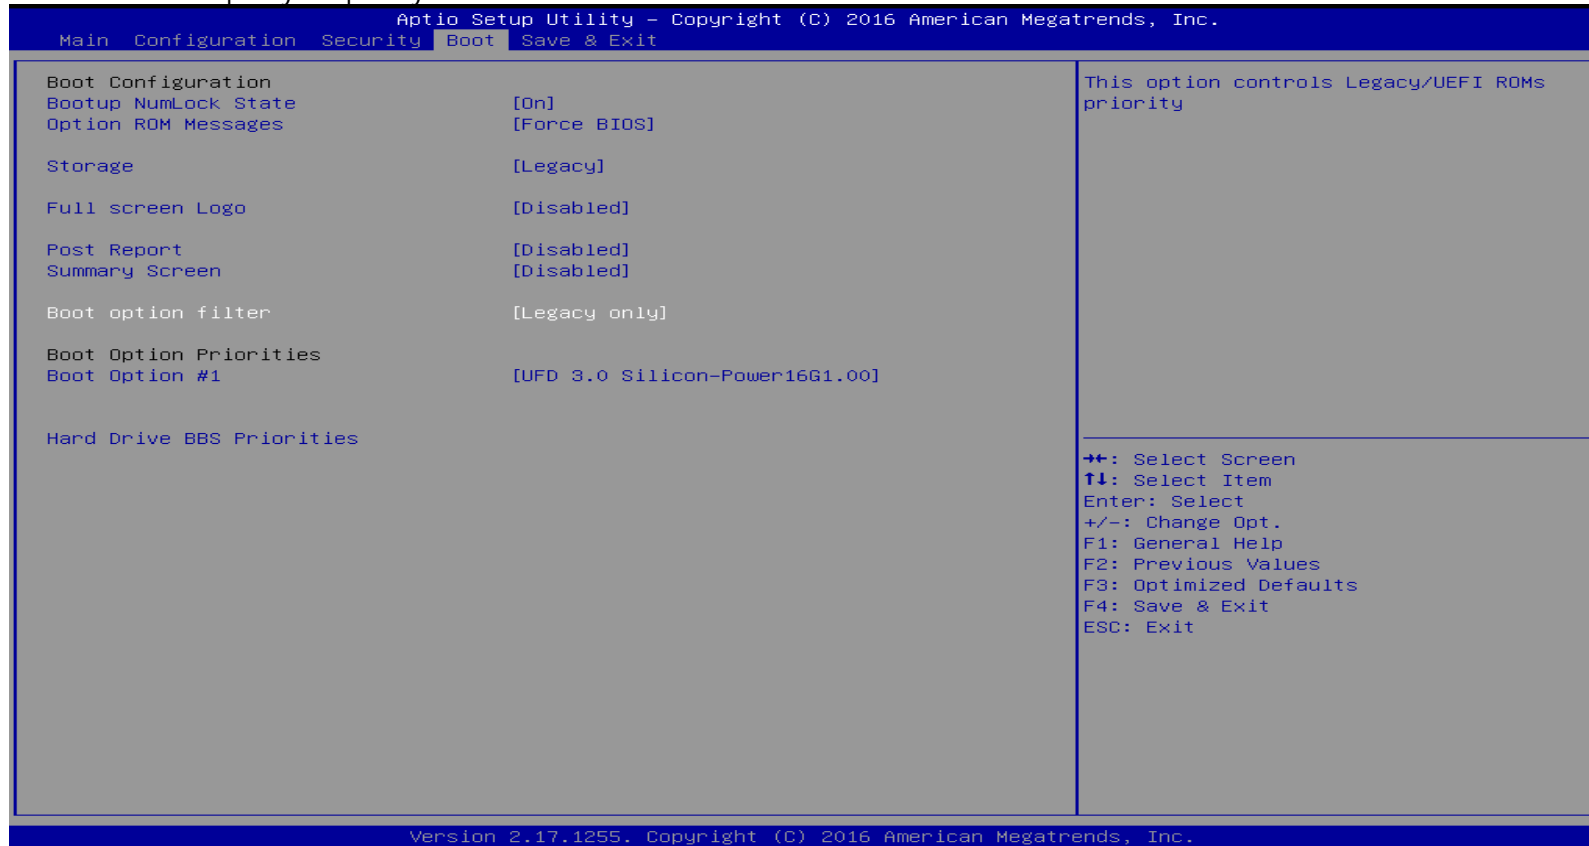 Aptio Setup Utility – Copyright (C) 2016 American Megatrends, Inc.
Main Configuration Security Boot Save & Exit
Boot Configuration
Bootup NumLock State [On]
Option ROM Messages [Force BIOS]
Storage [Legacy]
Full screen Logo [Disabled]
Post Report [Disabled]
Summary Screen [Disabled]
Boot option filter [Legacy only]
Boot Option Priorities
Boot Option #1 [UFD 3.0 Silicon-Power16G1.00]
Hard Drive BBS Priorities
This option controls Legacy/UEFI ROMs
priority
→←: Select Screen
↑↓: Select Item
Enter: Select
+/-: Change Opt.
F1: General Help
F2: Previous Values
F3: Optimized Defaults
F4: Save & Exit
ESC: Exit
Version 2.17.1255. Copyright (C) 2016 American Megatrends, Inc.